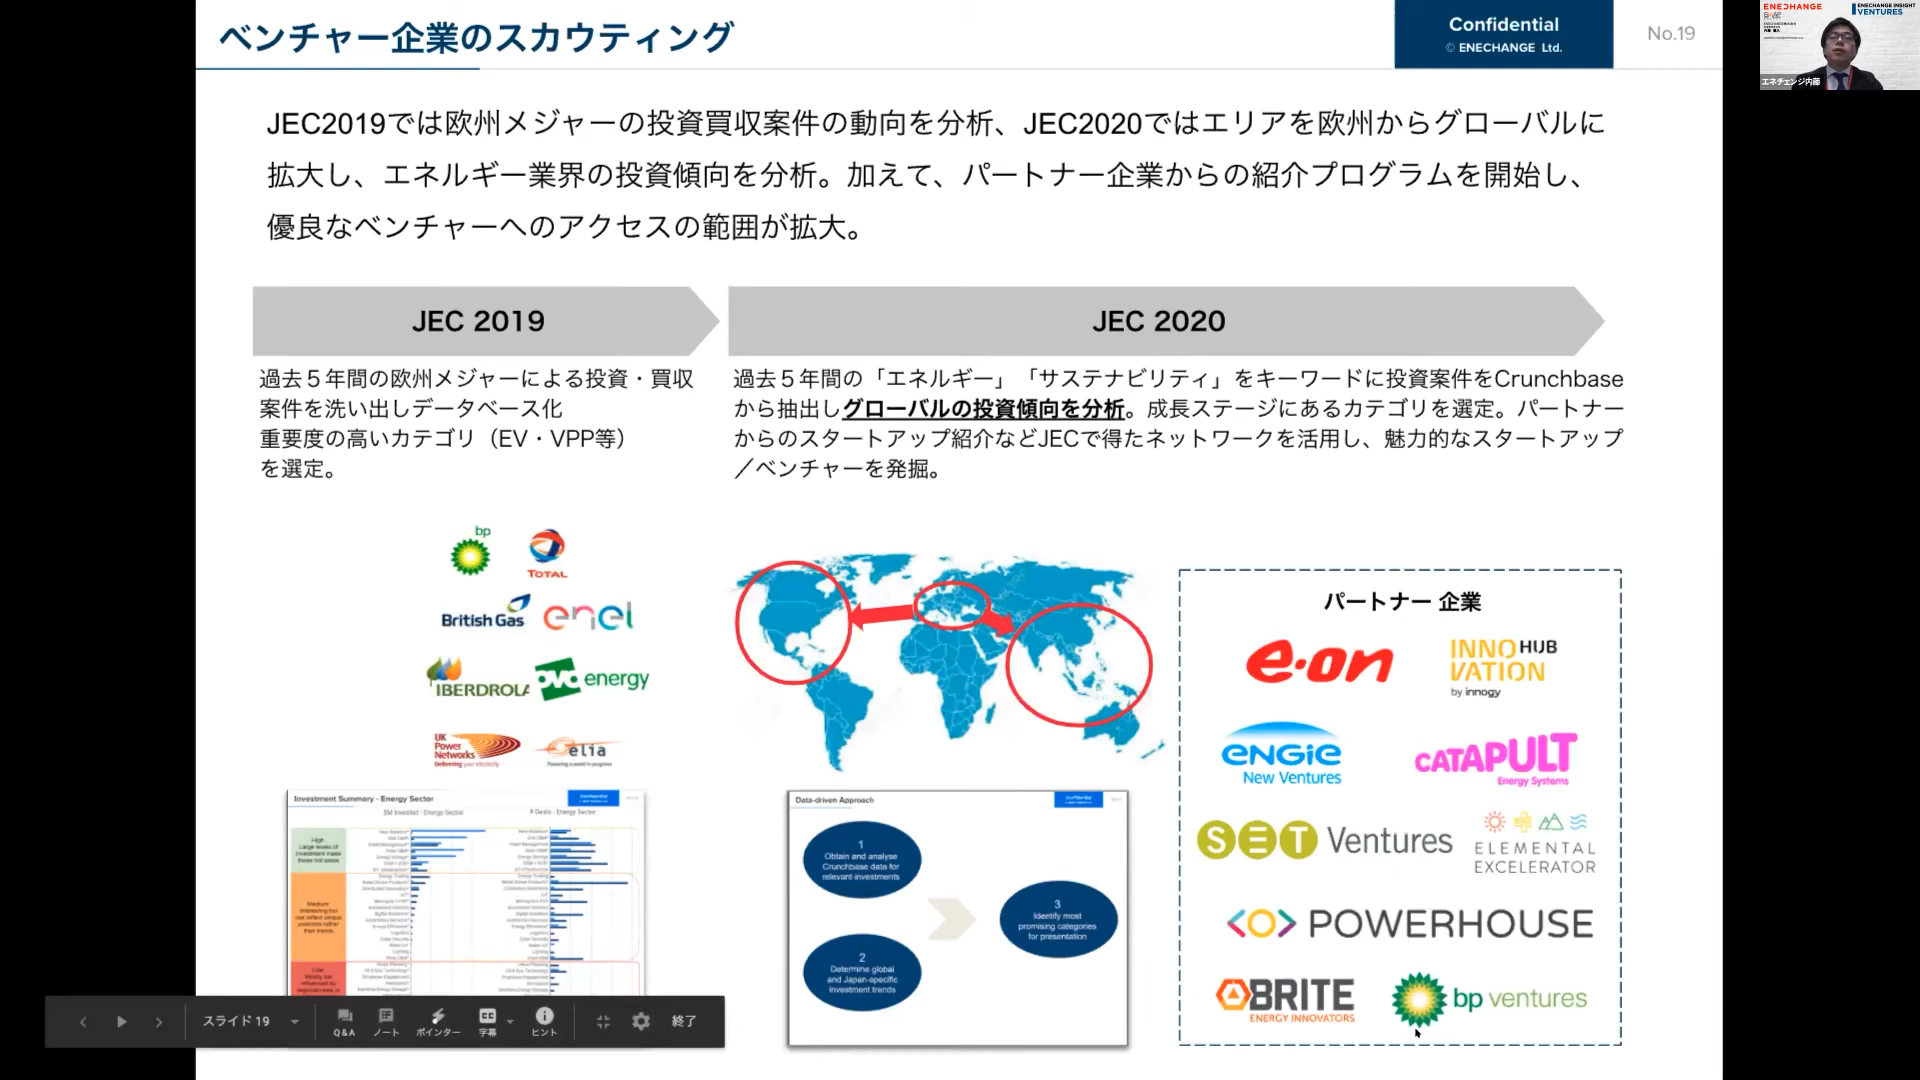 ベンチャー企業のスカウティング
Confidential
© ENECHANGE Ltd.
No.19
ENECHANGE
ENECHANGE INSIGHT
VENTURES
エネチェンジ内藤
JEC2019では欧州メジャーの投資買収案件の動向を分析、JEC2020ではエリアを欧州からグローバルに
拡大し、エネルギー業界の投資傾向を分析。加えて、パートナー企業からの紹介プログラムを開始し、
優良なベンチャーへのアクセスの範囲が拡大。
JEC 2019
過去５年間の欧州メジャーによる投資・買収
案件を洗い出しデータベース化
重要度の高いカテゴリ（EV・VPP等）
を選定。
JEC 2020
過去５年間の「エネルギー」「サステナビリティ」をキーワードに投資案件をCrunchbase
から抽出しグローバルの投資傾向を分析。成長ステージにあるカテゴリを選定。パートナー
からのスタートアップ紹介などJECで得たネットワークを活用し、魅力的なスタートアップ
／ベンチャーを発掘。
bp
TOTAL
British Gas
enel
IBERDROLA
ovo energy
UK
Power
Networks
Delivering your electricity
elia
Powering a world in progress
Investment Summary - Energy Sector
$M Invested - Energy Sector
# Deals - Energy Sector
High
Large levels of
investment make
these hot areas
Medium
Data-driven Approach
1
Obtain and analyse
Crunchbase data for
relevant investments
2
Determine global
and Japan-specific
investment trends
3
Identify most
promising categories
for presentation
パートナー 企業
e·on
INNO HUB
VATION
by innogy
ENGIE
New Ventures
CATAPULT
Energy Systems
SET Ventures
ELEMENTAL
EXCELERATOR
POWERHOUSE
BRITE
ENERGY INNOVATORS
bp ventures
スライド 19
Q&A
ノート
ポインター
CC
字幕
ヒント
終了